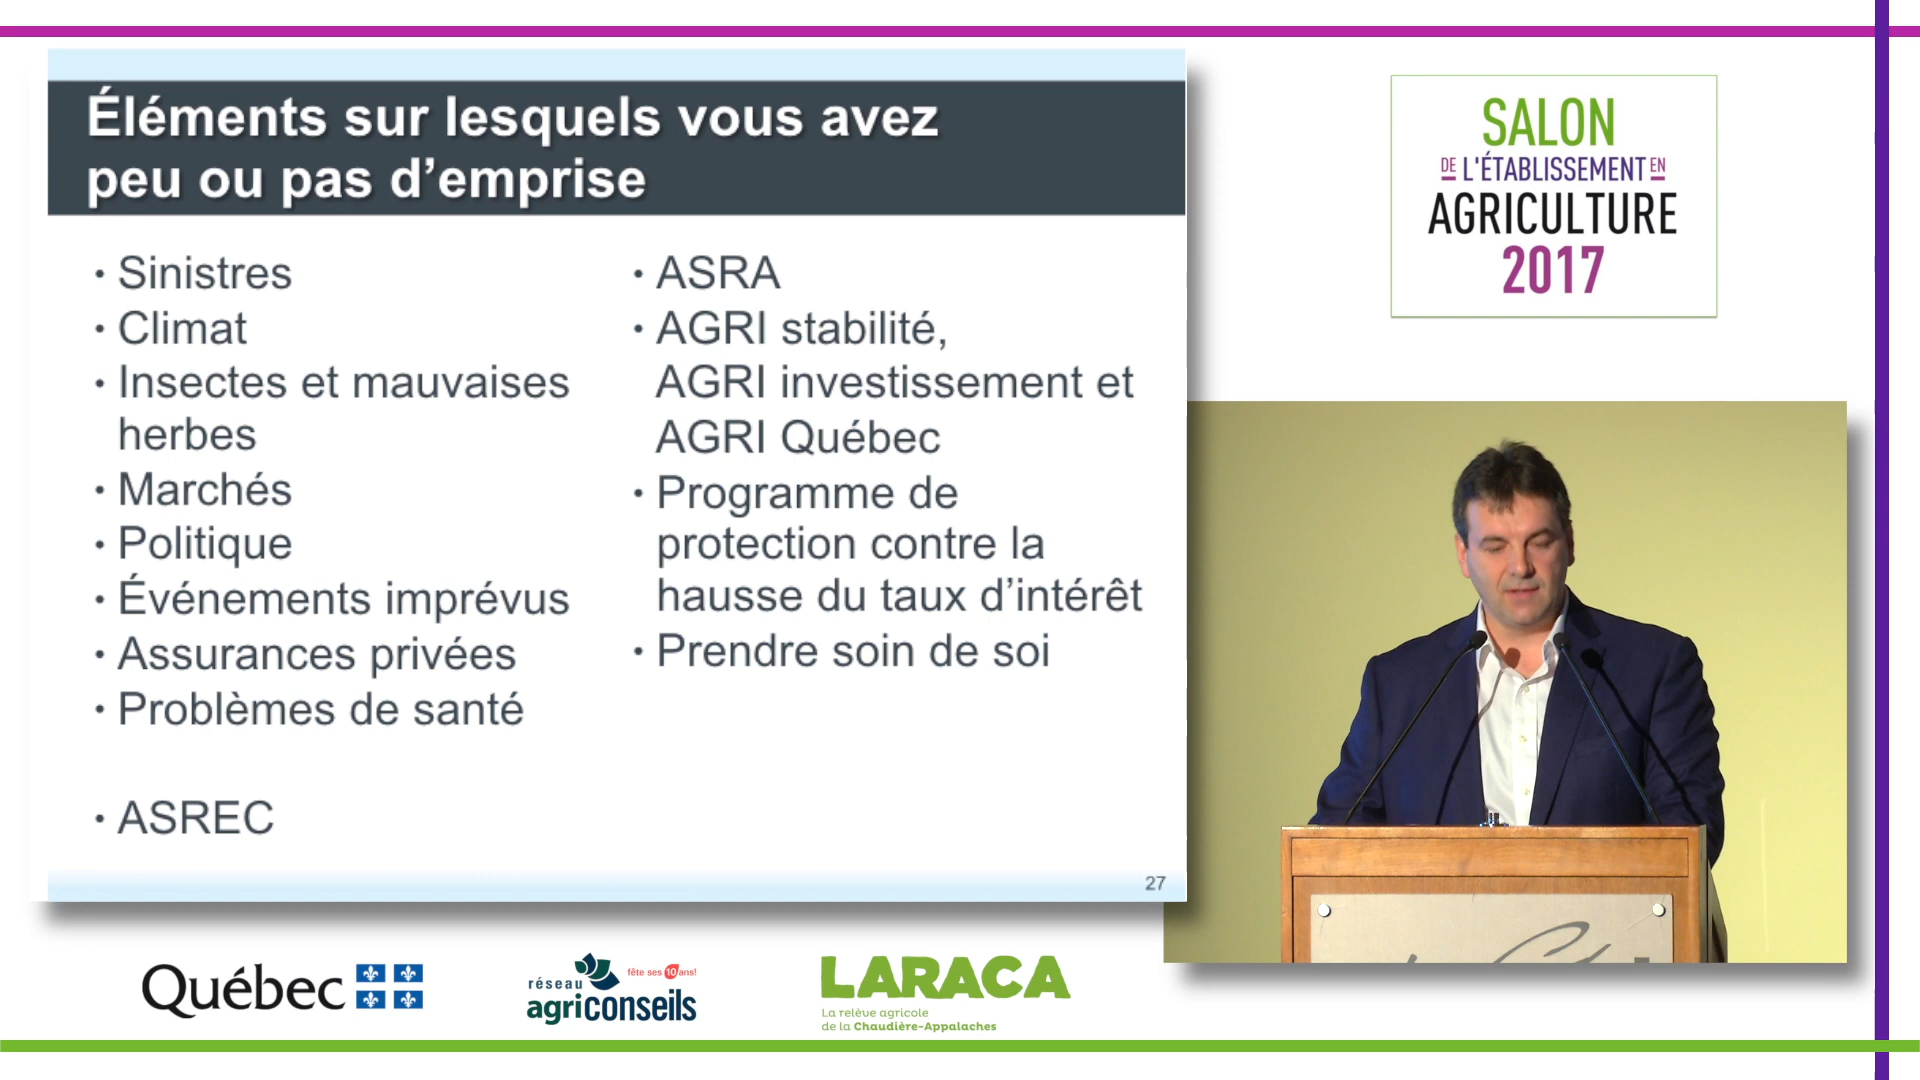 Éléments sur lesquels vous avez
peu ou pas d’emprise
• Sinistres
• Climat
• Insectes et mauvaises
herbes
• Marchés
• Politique
• Événements imprévus
• Assurances privées
• Problèmes de santé
• ASREC
• ASRA
• AGRI stabilité,
AGRI investissement et
AGRI Québec
• Programme de
protection contre la
hausse du taux d’intérêt
• Prendre soin de soi
27
SALON
DE L'ÉTABLISSEMENT EN
AGRICULTURE
2017
Québec
réseau
agriconseils
fête ses 10 ans!
LARACA
La relève agricole
de la Chaudière-Appalaches